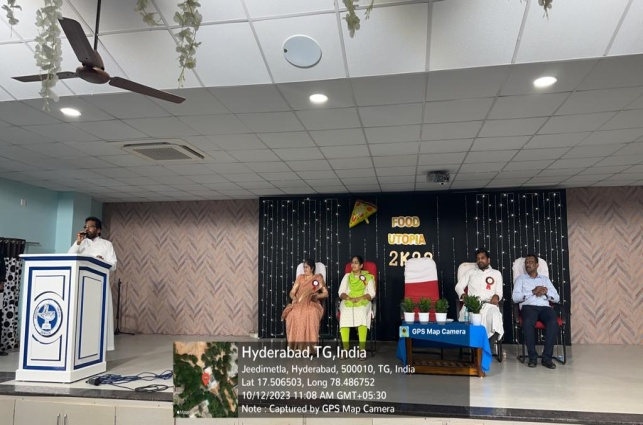 FOOD
UTOPIA
GPS Map Camera
Hyderabad,TG,India
Jeedimetla, Hyderabad, 500010, TG, India
Lat 17.506503, Long 78.486752
10/12/2023 11:08 AM GMT+05:30
Note : Captured by GPS Map Camera